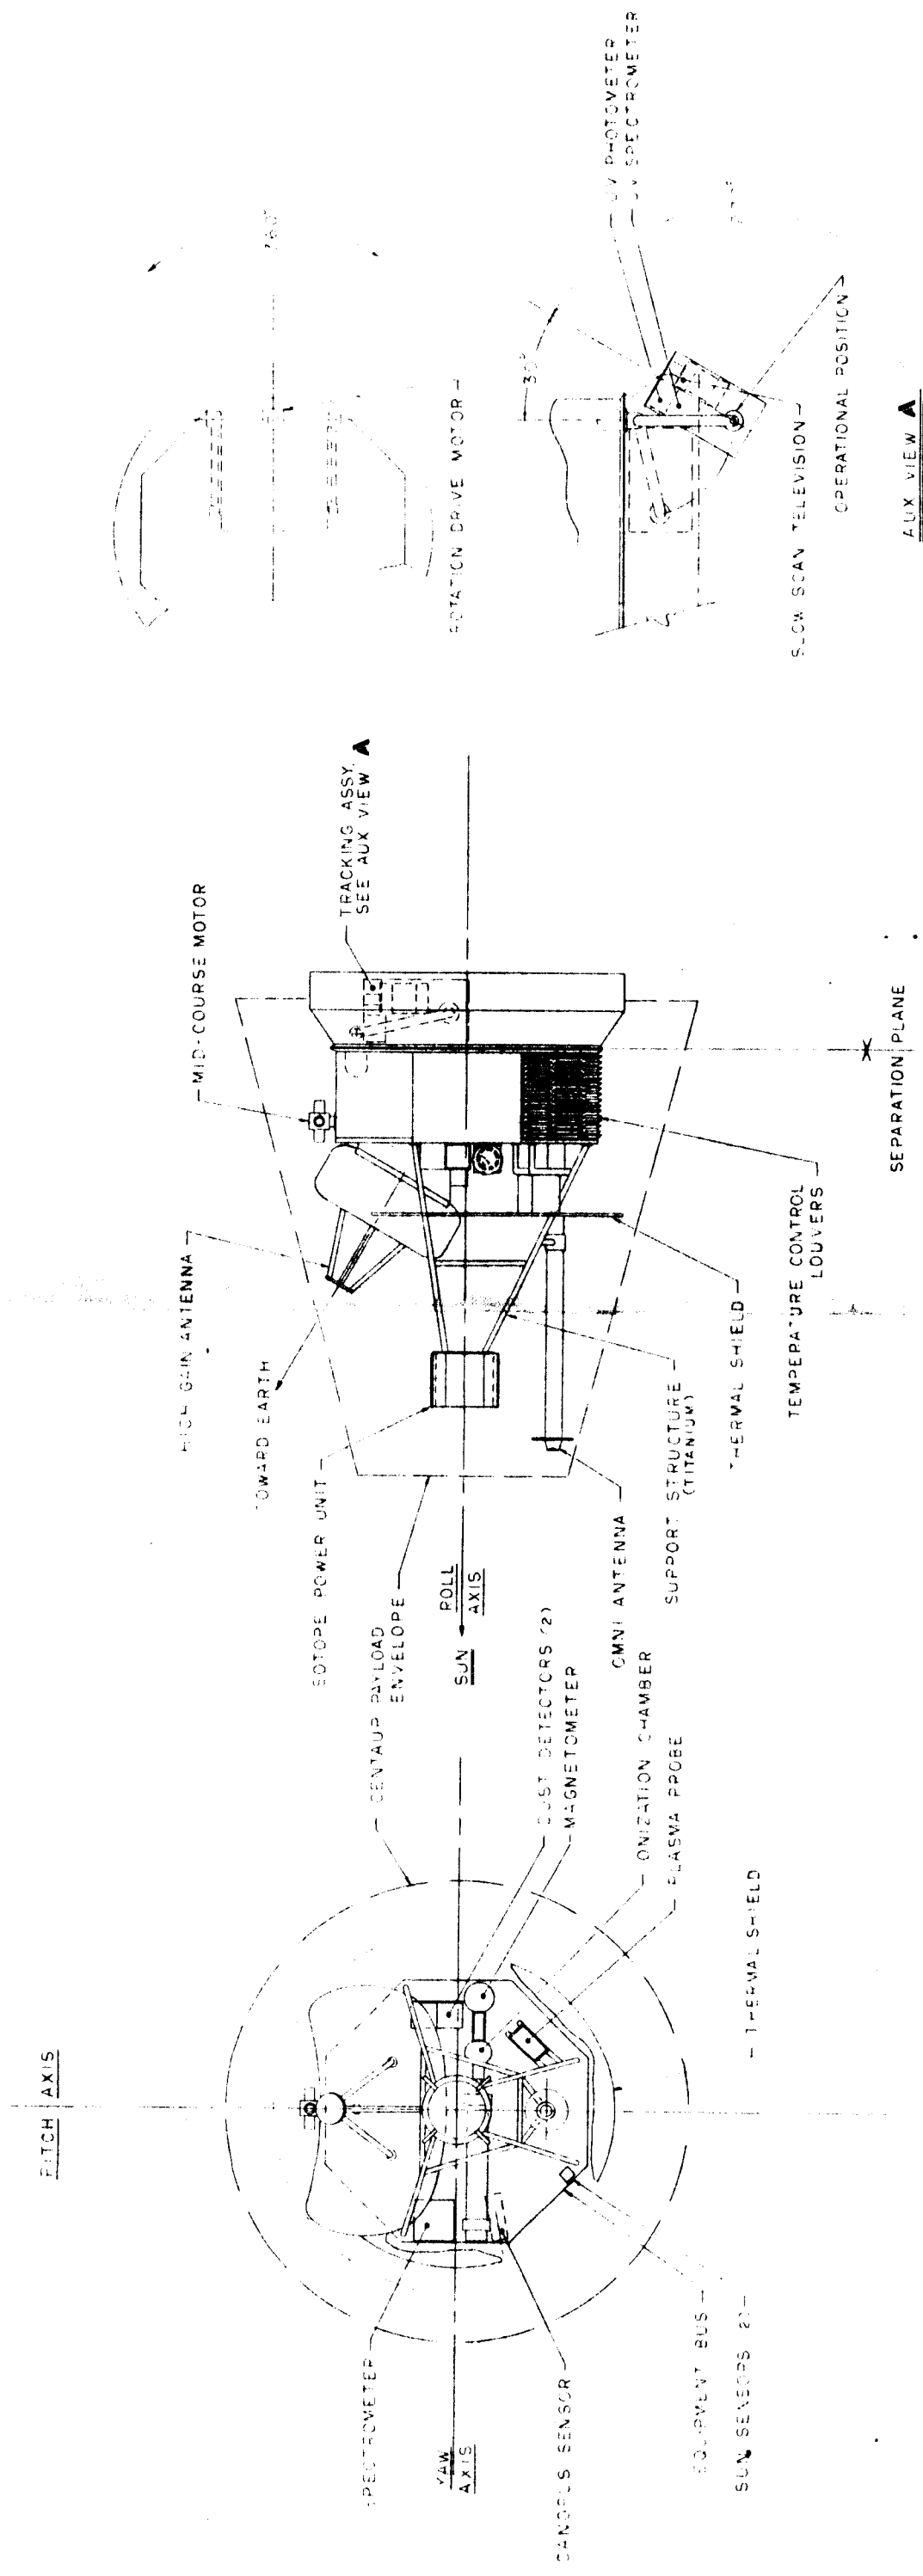 PITCH AXIS
SPECTROMETER
YAW
AXIS
CANOPUS SENSOR
EQUIPMENT BUS
SUN SENSORS (2)
THERMAL SHIELD
PLASMA PROBE
IONIZATION CHAMBER
MAGNETOMETER
DUST DETECTORS (2)
CENTAUR PAYLOAD
ENVELOPE
SUN
ROLL
AXIS
ISOTOPE POWER UNIT
TOWARD EARTH
HIGH GAIN ANTENNA
MID-COURSE MOTOR
TRACKING ASSY.
SEE AUX VIEW A
OMNI ANTENNA
SUPPORT STRUCTURE
(TITANIUM)
THERMAL SHIELD
TEMPERATURE CONTROL
LOUVERS
SEPARATION PLANE
ROTATION DRIVE MOTOR
30°
UV PHOTOMETER
UV SPECTROMETER
SLOW SCAN TELEVISION
OPERATIONAL POSITION
AUX VIEW A